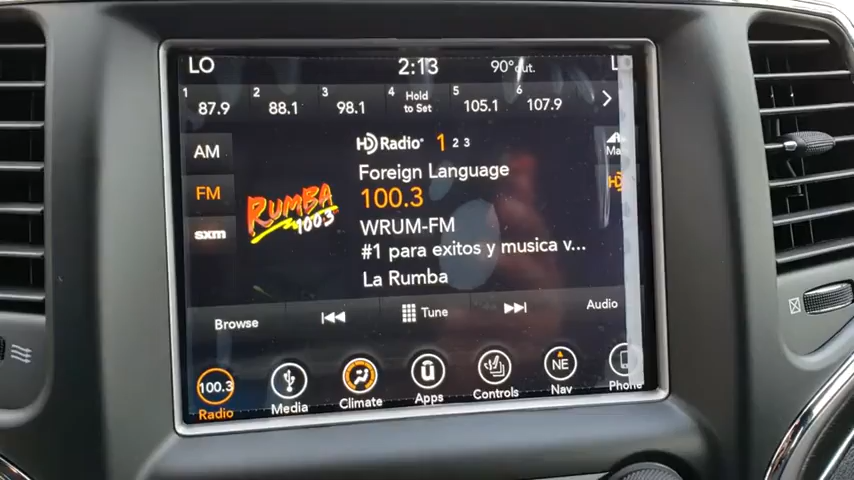 LO 2:13 90° out. L
1 87.9 2 88.1 3 98.1 4 Hold to Set 5 105.1 6 107.9
AM HD Radio 1 2 3
Foreign Language
FM RUMBA 100.3 100.3 HD
WRUM-FM
sxm #1 para exitos y musica v...
La Rumba
Browse Tune Audio
100.3 NE
Radio Media Climate Apps Controls Nav Phone